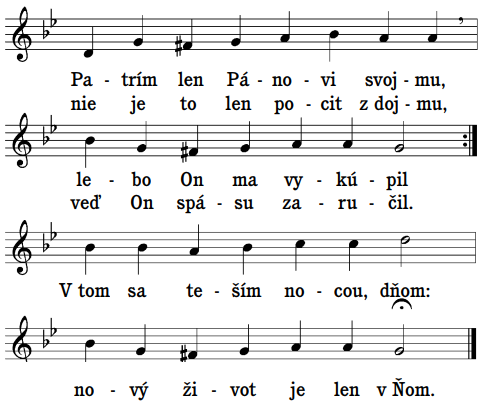 Pa - trím len Pá - no - vi svoj - mu,
nie je to len po - cit z doj - mu,
le - bo On ma vy - kú - pil
veď On spá - su za - ru - čil.
V tom sa te - ším no - cou, dňom:
no - vý ži - vot je len v Ňom.